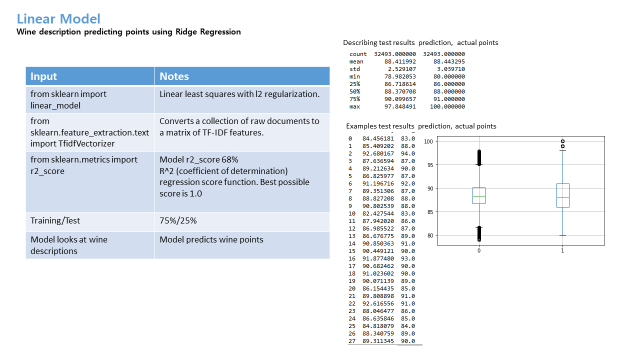 Linear Model
Wine description predicting points using Ridge Regression
Input Notes
from sklearn import linear_model Linear least squares with l2 regularization.
from sklearn.feature_extraction.text import TfidfVectorizer Converts a collection of raw documents to a matrix of TF-IDF features.
from sklearn.metrics import r2_score Model r2_score 68%
R^2 (coefficient of determination) regression score function. Best possible score is 1.0
Training/Test 75%/25%
Model looks at wine descriptions Model predicts wine points
Describing test results prediction, actual points
count 32493.000000 32493.000000
mean 88.411992 88.443295
std 2.529107 3.039710
min 78.982053 80.000000
25% 86.718614 86.000000
50% 88.370708 88.000000
75% 90.099657 91.000000
max 97.848491 100.000000
Examples test results prediction, actual points
0 84.456181 83.0
1 85.409202 88.0
2 92.680167 94.0
3 87.636594 87.0
4 89.212634 90.0
5 86.825977 87.0
6 91.196716 92.0
7 89.351306 87.0
8 88.827208 88.0
9 90.802539 88.0
10 82.427544 83.0
11 87.942020 86.0
12 86.985522 87.0
13 86.676775 89.0
14 90.850363 91.0
15 90.449121 90.0
16 91.877480 93.0
17 90.682462 90.0
18 91.023602 90.0
19 90.071139 89.0
20 86.154435 85.0
21 89.808898 91.0
22 92.616556 91.0
23 88.046477 86.0
24 86.635846 85.0
25 84.818079 84.0
26 88.340759 89.0
27 89.311345 90.0
100
95
90
85
80
0 1